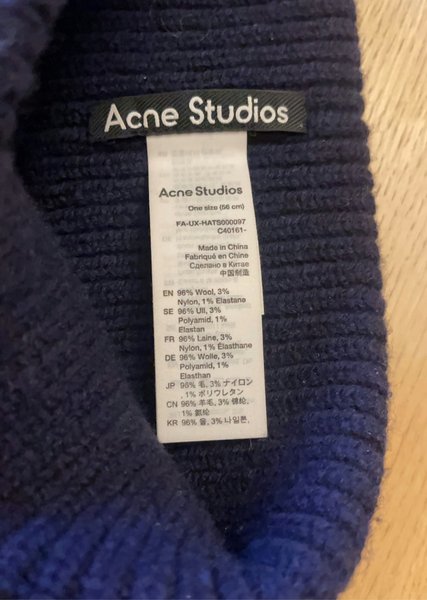 Acne Studios
Acne Studios
One size (56 cm)
FA-UX-HATS000097
C40161-
Made in China
Fabriqué en Chine
Сделано в Китае
中国制造
EN 96% Wool, 3%
Nylon, 1% Elastane
SE 96% Ull, 3%
Polyamid, 1%
Elastan
FR 96% Laine, 3%
Nylon, 1% Élasthane
DE 96% Wolle, 3%
Polyamid, 1%
Elasthan
JP 96% 毛, 3% ナイロン
, 1% ポリウレタン
CN 96% 羊毛, 3% 锦纶,
1% 氨纶
KR 96% 울, 3% 나일론,